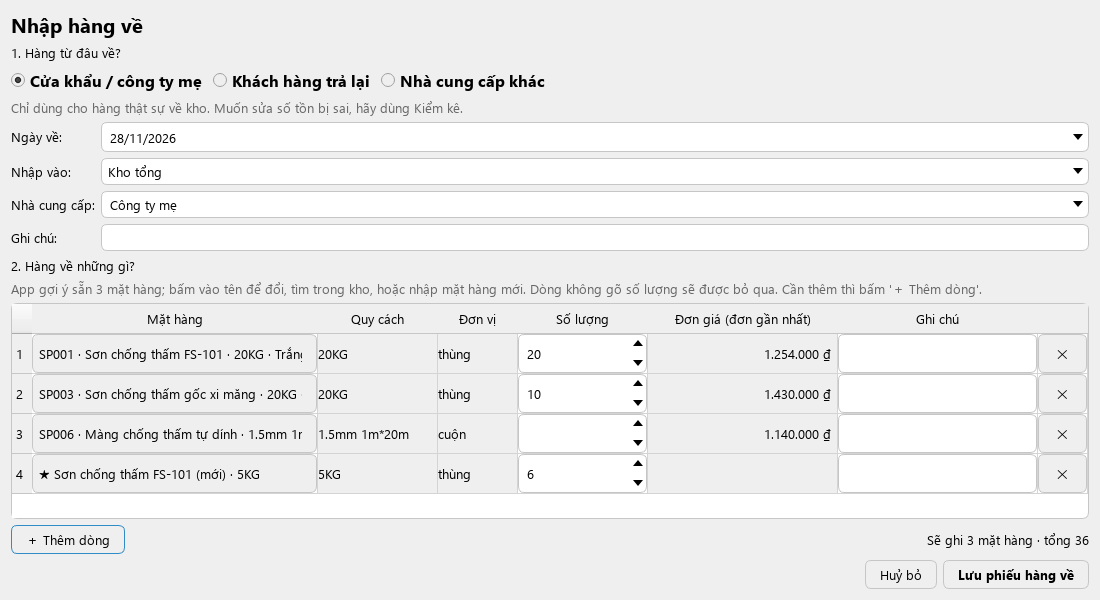 Nhập hàng về
1. Hàng từ đâu về?
Cửa khẩu / công ty mẹ Khách hàng trả lại Nhà cung cấp khác
Chỉ dùng cho hàng thật sự về kho. Muốn sửa số tồn bị sai, hãy dùng Kiểm kê.
Ngày về: 28/11/2026
Nhập vào: Kho tổng
Nhà cung cấp: Công ty mẹ
Ghi chú:
2. Hàng về những gì?
App gợi ý sẵn 3 mặt hàng; bấm vào tên để đổi, tìm trong kho, hoặc nhập mặt hàng mới. Dòng không gõ số lượng sẽ được bỏ qua. Cần thêm thì bấm '+ Thêm dòng'.
Mặt hàng Quy cách Đơn vị Số lượng Đơn giá (đơn gần nhất) Ghi chú
1 SP001 · Sơn chống thấm FS-101 · 20KG · Trắng 20KG thùng 20 1.254.000 ₫ ×
2 SP003 · Sơn chống thấm gốc xi măng · 20KG · 20KG thùng 10 1.430.000 ₫ ×
3 SP006 · Màng chống thấm tự dính · 1.5mm 1m 1.5mm 1m*20m cuộn 1.140.000 ₫ ×
4 ★ Sơn chống thấm FS-101 (mới) · 5KG 5KG thùng 6 ×
+ Thêm dòng Sẽ ghi 3 mặt hàng · tổng 36
Huỷ bỏ Lưu phiếu hàng về